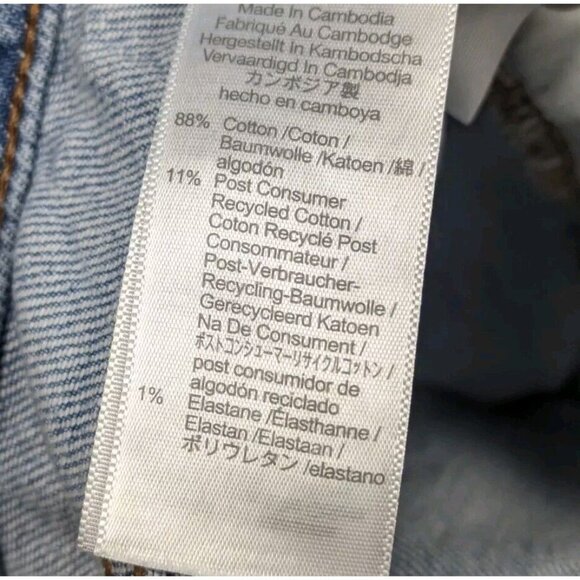 Made In Cambodia
Fabriqué Au Cambodge
Hergestellt In Kambodscha
Vervaardigd In Cambodja
カンボジア製
hecho en camboya
88% Cotton /Coton /
Baumwolle /Katoen /綿 /
algodón
11% Post Consumer
Recycled Cotton /
Coton Recyclé Post
Consommateur /
Post-Verbraucher-
Recycling-Baumwolle /
Gerecycleerd Katoen
Na De Consument /
ポストコンシューマーリサイクルコットン /
post consumidor de
algodón reciclado
1% Elastane /Élasthanne /
Elastan /Elastaan /
ポリウレタン /elastano